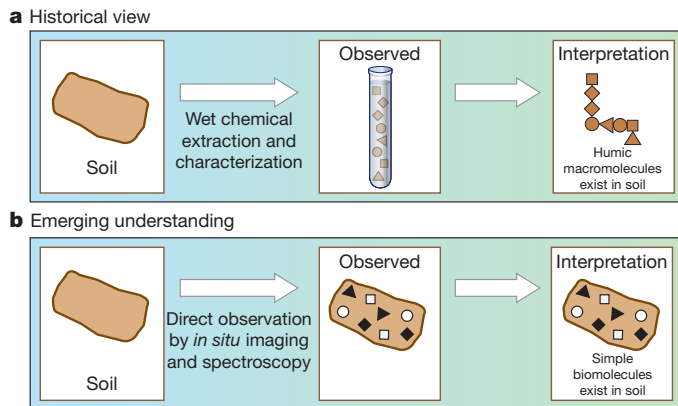 a Historical view
Soil
Wet chemical
extraction and
characterization
Observed
Interpretation
Humic
macromolecules
exist in soil
b Emerging understanding
Soil
Direct observation
by in situ imaging
and spectroscopy
Observed
Interpretation
Simple
biomolecules
exist in soil